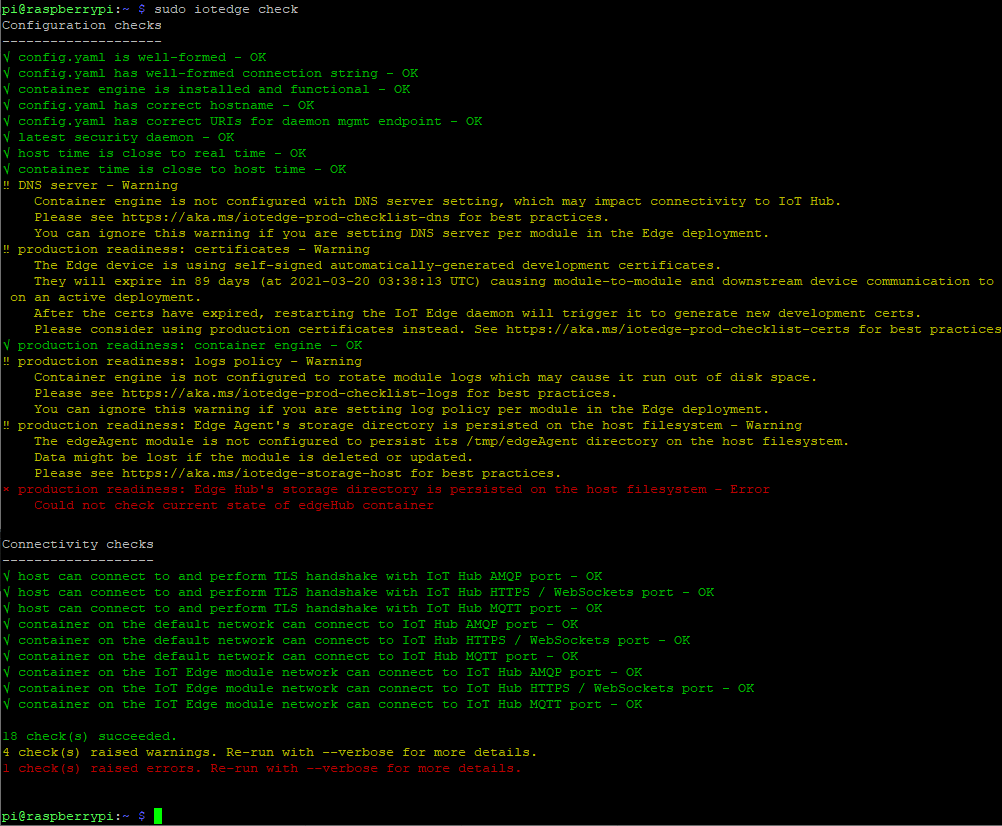 pi@raspberrypi:~ $ sudo iotedge check
Configuration checks
--------------------
√ config.yaml is well-formed - OK
√ config.yaml has well-formed connection string - OK
√ container engine is installed and functional - OK
√ config.yaml has correct hostname - OK
√ config.yaml has correct URIs for daemon mgmt endpoint - OK
√ latest security daemon - OK
√ host time is close to real time - OK
√ container time is close to host time - OK
‼ DNS server - Warning
    Container engine is not configured with DNS server setting, which may impact connectivity to IoT Hub.
    Please see https://aka.ms/iotedge-prod-checklist-dns for best practices.
    You can ignore this warning if you are setting DNS server per module in the Edge deployment.
‼ production readiness: certificates - Warning
    The Edge device is using self-signed automatically-generated development certificates.
    They will expire in 89 days (at 2021-03-20 03:38:13 UTC) causing module-to-module and downstream device communication to
 on an active deployment.
    After the certs have expired, restarting the IoT Edge daemon will trigger it to generate new development certs.
    Please consider using production certificates instead. See https://aka.ms/iotedge-prod-checklist-certs for best practices
√ production readiness: container engine - OK
‼ production readiness: logs policy - Warning
    Container engine is not configured to rotate module logs which may cause it run out of disk space.
    Please see https://aka.ms/iotedge-prod-checklist-logs for best practices.
    You can ignore this warning if you are setting log policy per module in the Edge deployment.
‼ production readiness: Edge Agent's storage directory is persisted on the host filesystem - Warning
    The edgeAgent module is not configured to persist its /tmp/edgeAgent directory on the host filesystem.
    Data might be lost if the module is deleted or updated.
    Please see https://aka.ms/iotedge-storage-host for best practices.
× production readiness: Edge Hub's storage directory is persisted on the host filesystem - Error
    Could not check current state of edgeHub container

Connectivity checks
-------------------
√ host can connect to and perform TLS handshake with IoT Hub AMQP port - OK
√ host can connect to and perform TLS handshake with IoT Hub HTTPS / WebSockets port - OK
√ host can connect to and perform TLS handshake with IoT Hub MQTT port - OK
√ container on the default network can connect to IoT Hub AMQP port - OK
√ container on the default network can connect to IoT Hub HTTPS / WebSockets port - OK
√ container on the default network can connect to IoT Hub MQTT port - OK
√ container on the IoT Edge module network can connect to IoT Hub AMQP port - OK
√ container on the IoT Edge module network can connect to IoT Hub HTTPS / WebSockets port - OK
√ container on the IoT Edge module network can connect to IoT Hub MQTT port - OK

18 check(s) succeeded.
4 check(s) raised warnings. Re-run with --verbose for more details.
1 check(s) raised errors. Re-run with --verbose for more details.

pi@raspberrypi:~ $